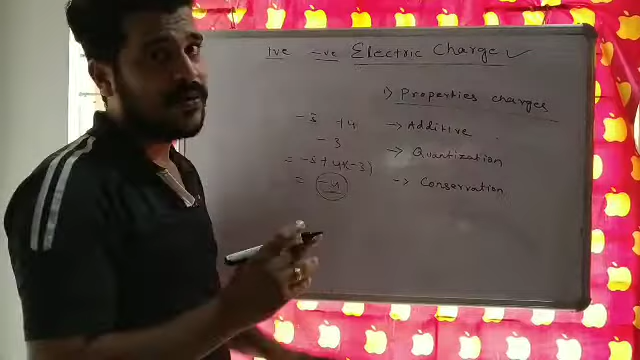 +ve -ve Electric Charge ✓
1) Properties charges
-5 +4
→ Additive
-3
→ Quantization
= -5 + 4 (-3)
→ Conservation
= -4